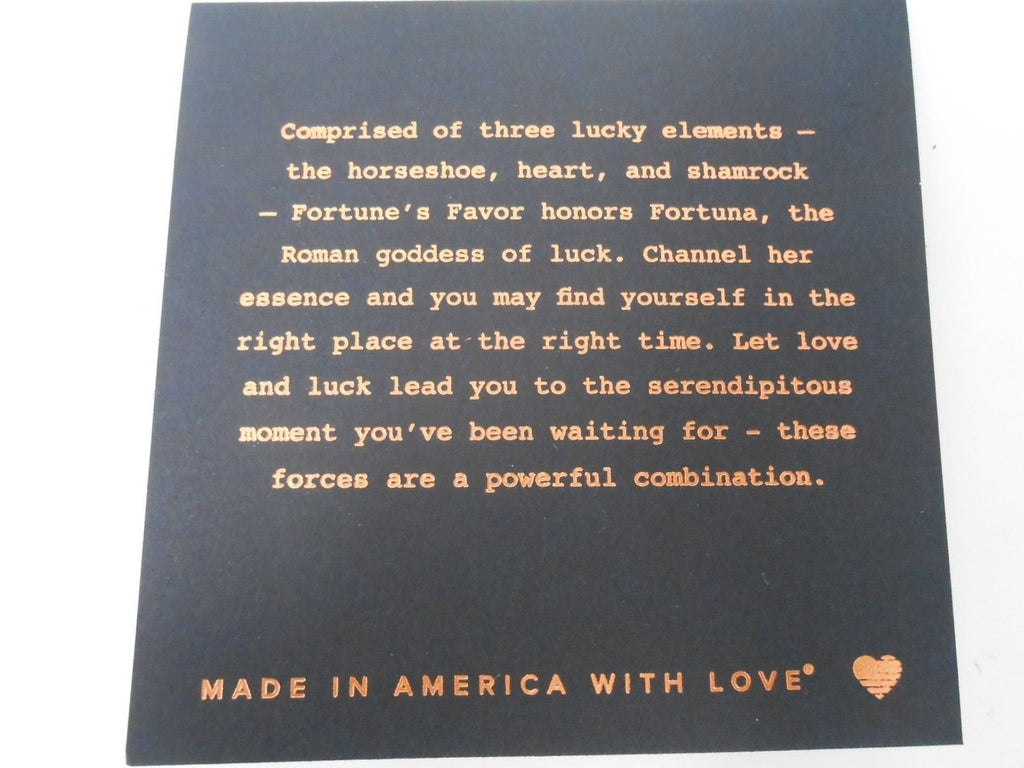 Comprised of three lucky elements —
the horseshoe, heart, and shamrock
— Fortune's Favor honors Fortuna, the
Roman goddess of luck. Channel her
essence and you may find yourself in the
right place at the right time. Let love
and luck lead you to the serendipitous
moment you've been waiting for – these
forces are a powerful combination.
MADE IN AMERICA WITH LOVE®